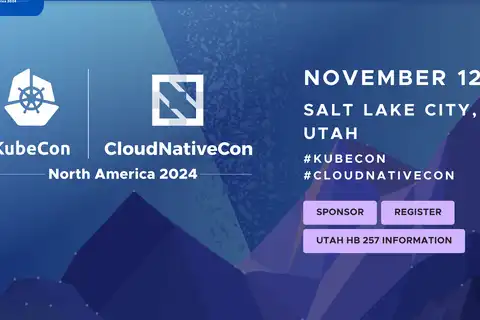 KubeCon
CloudNativeCon
North America 2024
NOVEMBER 12
SALT LAKE CITY,
UTAH
#KUBECON
#CLOUDNATIVECON
SPONSOR
REGISTER
UTAH HB 257 INFORMATION